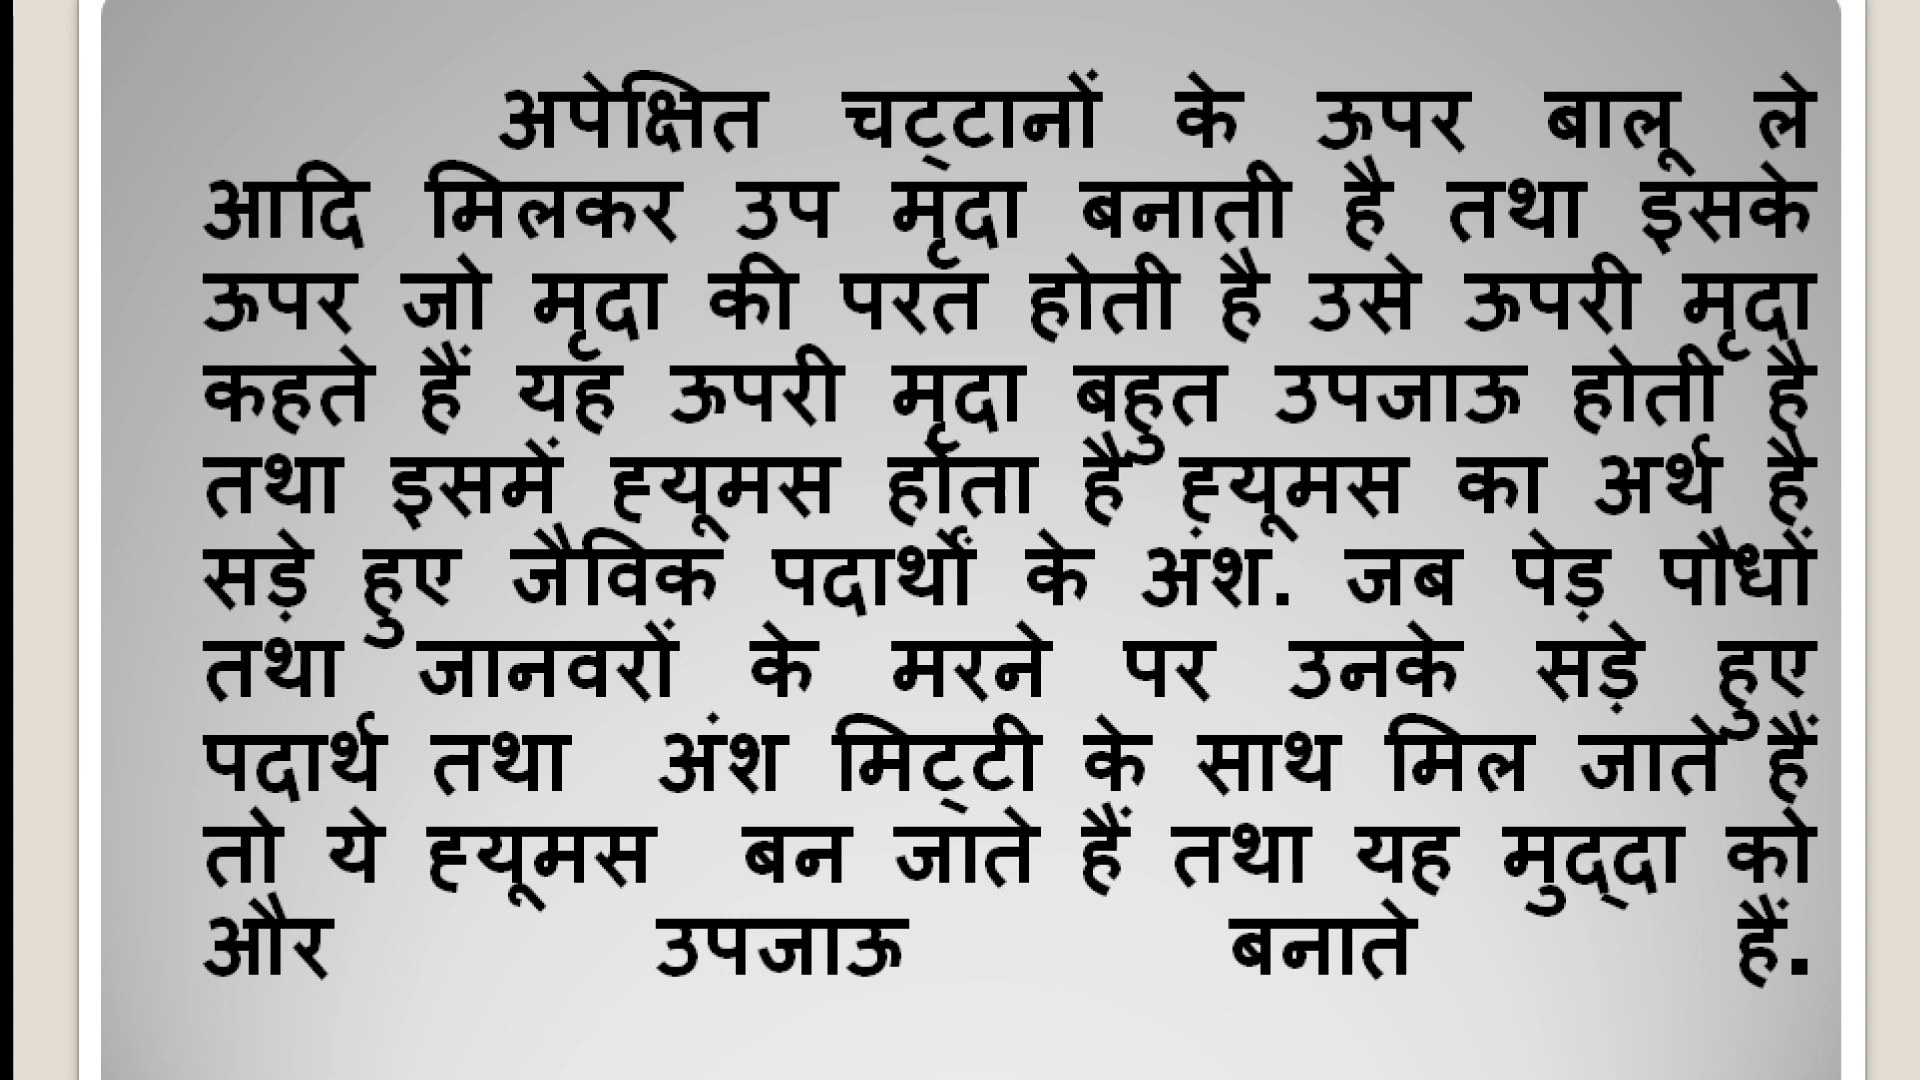 अपेक्षित चट्टानों के ऊपर बालू ले
आदि मिलकर उप मृदा बनाती है तथा इसके
ऊपर जो मृदा की परत होती है उसे ऊपरी मृदा
कहते हैं यह ऊपरी मृदा बहुत उपजाऊ होती है
तथा इसमें ह्यूमस होता है ह़्यूमस का अर्थ है
सड़े हुए जैविक पदार्थों के अंश. जब पेड़ पौधों
तथा जानवरों के मरने पर उनके सड़े हुए
पदार्थ तथा अंश मिट्टी के साथ मिल जाते हैं
तो ये ह्यूमस बन जाते हैं तथा यह मुद्दा को
और उपजाऊ बनाते हैं.